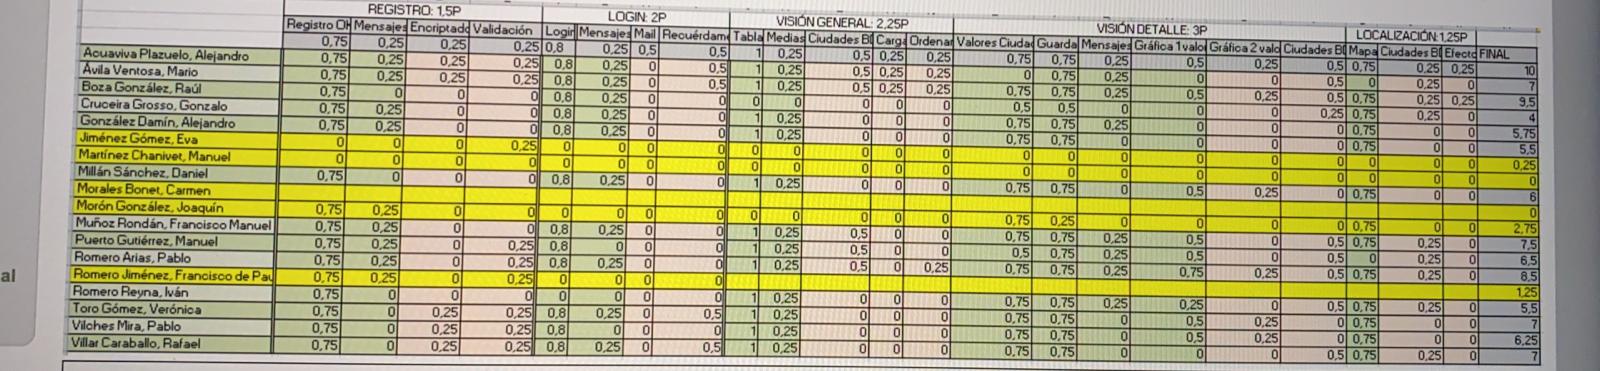 REGISTRO: 1,5P LOGIN: 2P VISIÓN GENERAL: 2,25P VISIÓN DETALLE: 3P LOCALIZACIÓN:1,25P
Registro OK Mensajes Encriptado Validación Login Mensajes Mail Recuérdam Tabla Medias Ciudades BD Carga Ordenar Valores Ciudad Guarda Mensajes Gráfica 1 valo Gráfica 2 valo Ciudades BD Mapa Ciudades BD Efecto FINAL
0,75 0,25 0,25 0,25 0,8 0,25 0,5 0,5 1 0,25 0,5 0,25 0,25 0,75 0,75 0,25 0,5 0,25 0,5 0,75 0,25 0,25 10
Acuaviva Plazuelo, Alejandro 0,75 0,25 0,25 0,25 0,8 0,25 0 0,5 1 0,25 0,5 0,25 0,25 0 0,75 0,25 0 0 0,5 0 0,25 0 7
Ávila Ventosa, Mario 0,75 0,25 0,25 0,25 0,8 0,25 0 0,5 1 0,25 0,5 0,25 0,25 0,75 0,75 0,25 0,5 0,25 0,5 0,75 0,25 0,25 9,5
Boza González, Raúl 0,75 0 0 0 0,8 0,25 0 0 0 0 0 0 0 0,5 0,5 0 0 0 0,25 0,75 0,25 0 4
Cruceira Grosso, Gonzalo 0,75 0,25 0 0 0,8 0,25 0 0 1 0,25 0 0 0 0,75 0,75 0,25 0 0 0 0,75 0 0 5,75
González Damín, Alejandro 0,75 0,25 0 0 0,8 0,25 0 0 1 0,25 0 0 0 0,75 0,75 0 0 0 0 0,75 0 0 5,5
Jiménez Gómez, Eva 0 0 0 0,25 0 0 0 0 0 0 0 0 0 0 0 0 0 0 0 0 0 0 0,25
Martínez Chanivet, Manuel 0 0 0 0 0 0 0 0 0 0 0 0 0 0 0 0 0 0 0 0 0 0 0
Millán Sánchez, Daniel 0,75 0 0 0 0,8 0,25 0 0 1 0,25 0 0 0 0,75 0,75 0 0,5 0,25 0 0,75 0 0 6
Morales Bonet, Carmen 0
Morón González, Joaquín 0,75 0,25 0 0 0 0 0 0 0 0 0 0 0 0,75 0,25 0 0 0 0 0,75 0 0 2,75
Muñoz Rondán, Francisco Manuel 0,75 0,25 0 0 0,8 0,25 0 0 1 0,25 0,5 0 0 0,75 0,75 0,25 0,5 0 0,5 0,75 0,25 0 7,5
Puerto Gutiérrez, Manuel 0,75 0,25 0 0,25 0,8 0 0 0 1 0,25 0,5 0 0 0,75 0,75 0 0,5 0 0,5 0 0,25 0 6,5
Romero Arias, Pablo 0,75 0,25 0 0,25 0,8 0,25 0 0 1 0,25 0,5 0 0,25 0,75 0,75 0,25 0,75 0,25 0,5 0,75 0,25 0 8,5
al
Romero Jiménez, Francisco de Pau 0,75 0,25 0 0,25 0 0 0 0 1,25
Romero Reyna, Iván 0,75 0 0 0 0 0 0 0 1 0,25 0 0 0 0,75 0,75 0,25 0,25 0 0,5 0,75 0,25 0 5,5
Toro Gómez, Verónica 0,75 0 0,25 0,25 0,8 0,25 0 0,5 1 0,25 0 0 0 0,75 0,75 0 0,5 0,25 0 0,75 0 0 7
Vilches Mira, Pablo 0,75 0 0 0,25 0,8 0 0 0 1 0,25 0 0 0 0,75 0,75 0 0,5 0,25 0 0,75 0 0 6,25
Villar Caraballo, Rafael 0,75 0 0,25 0,25 0,8 0,25 0 0,5 1 0,25 0 0 0 0,75 0,75 0 0 0 0,5 0,75 0,25 0 7